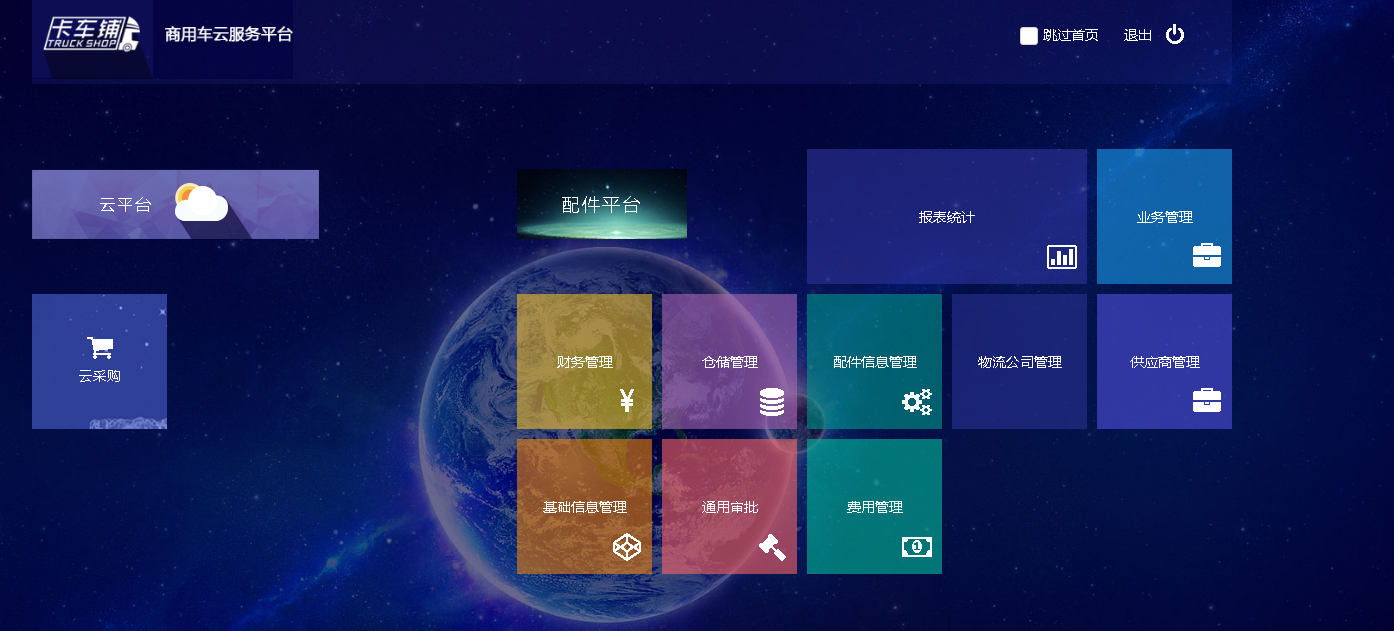 卡车铺
TRUCK SHOP
商用车云服务平台
跳过首页
退出
云平台
配件平台
报表统计
业务管理
云采购
财务管理
仓储管理
配件信息管理
物流公司管理
供应商管理
基础信息管理
通用审批
费用管理